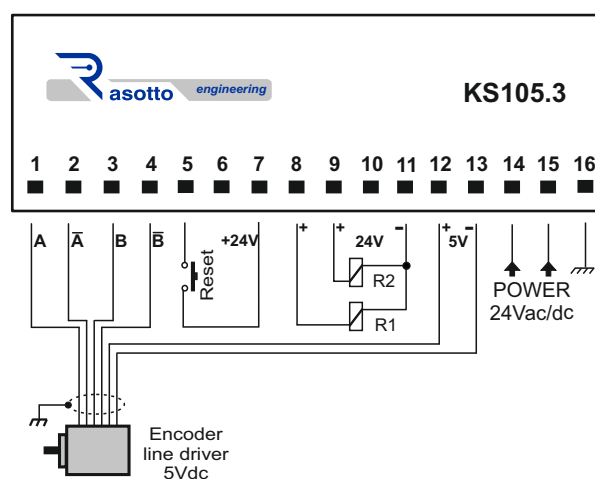 Rasotto engineering
KS105.3
1 2 3 4 5 6 7 8 9 10 11 12 13 14 15 16
A A̅ B B̅ +24V + + 24V - + 5V -
Reset
R2
R1
POWER
24Vac/dc
Encoder
line driver
5Vdc